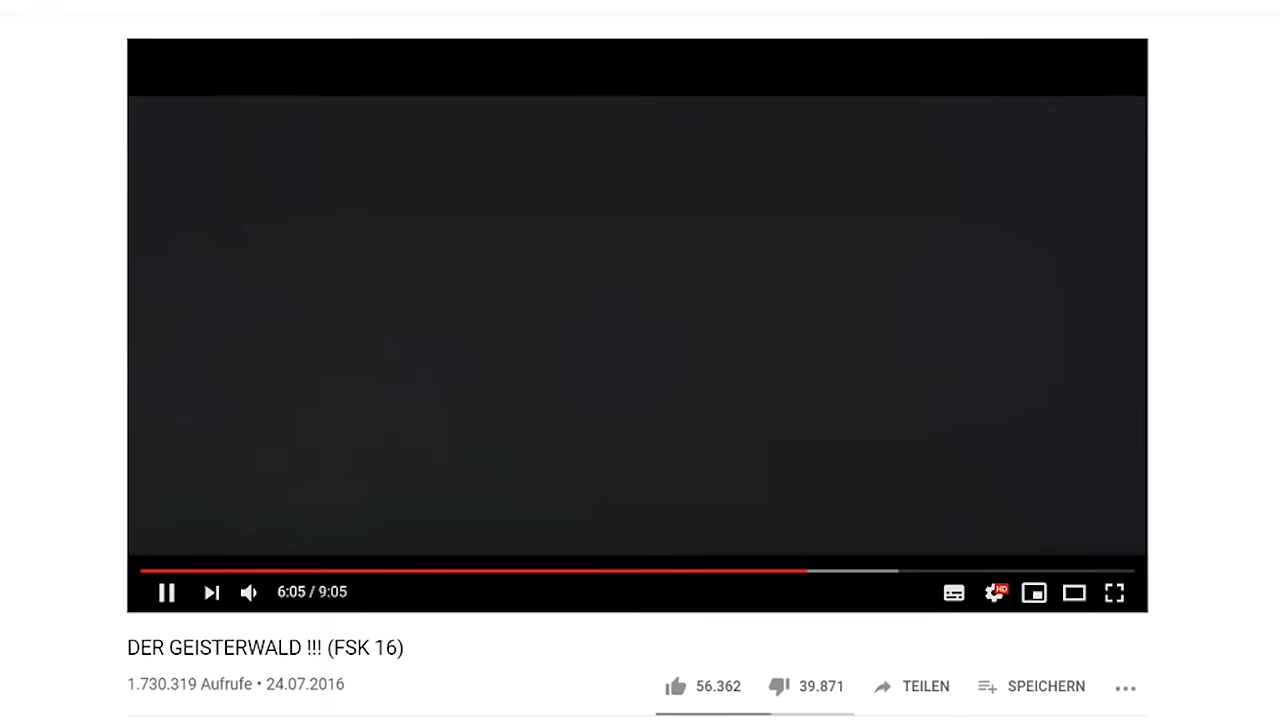 6:05 / 9:05
HD
DER GEISTERWALD !!! (FSK 16)
1.730.319 Aufrufe • 24.07.2016
56.362 39.871 TEILEN SPEICHERN